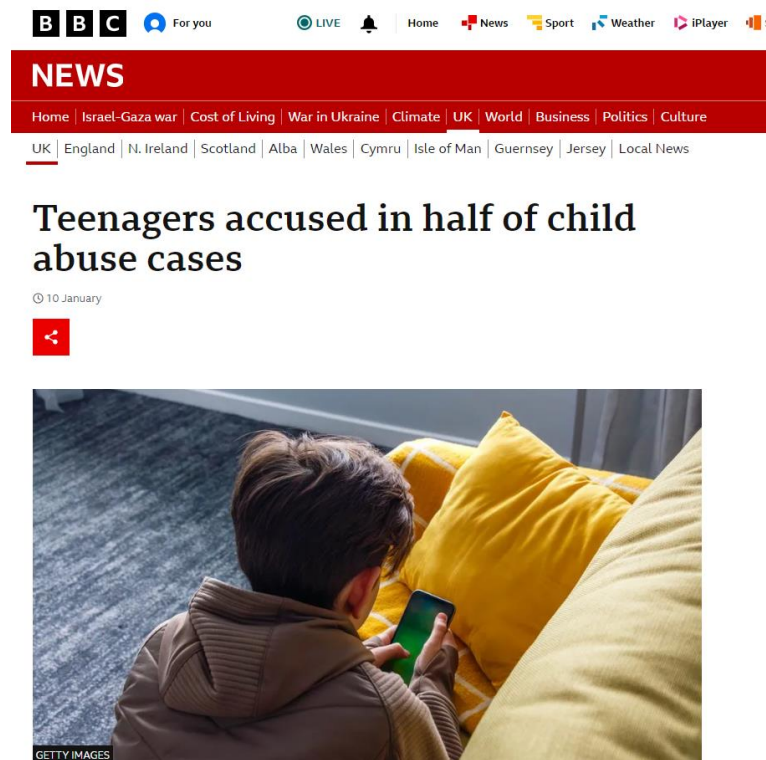 BBC For you LIVE Home News Sport Weather iPlayer
NEWS
Home Israel-Gaza war Cost of Living War in Ukraine Climate UK World Business Politics Culture
UK England N. Ireland Scotland Alba Wales Cymru Isle of Man Guernsey Jersey Local News
Teenagers accused in half of child
abuse cases
10 January
GETTY IMAGES